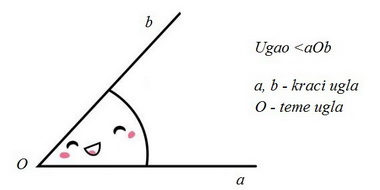 b
Ugao <aOb
a, b - kraci ugla
O - teme ugla
O
a